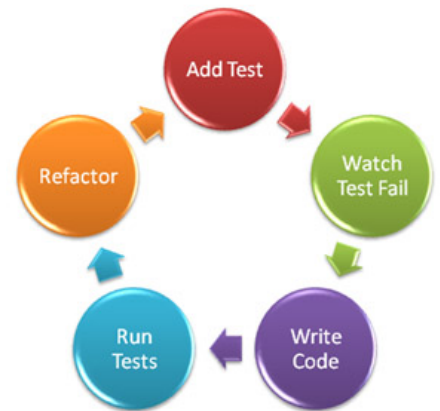 Add Test
Watch
Test Fail
Write
Code
Run
Tests
Refactor